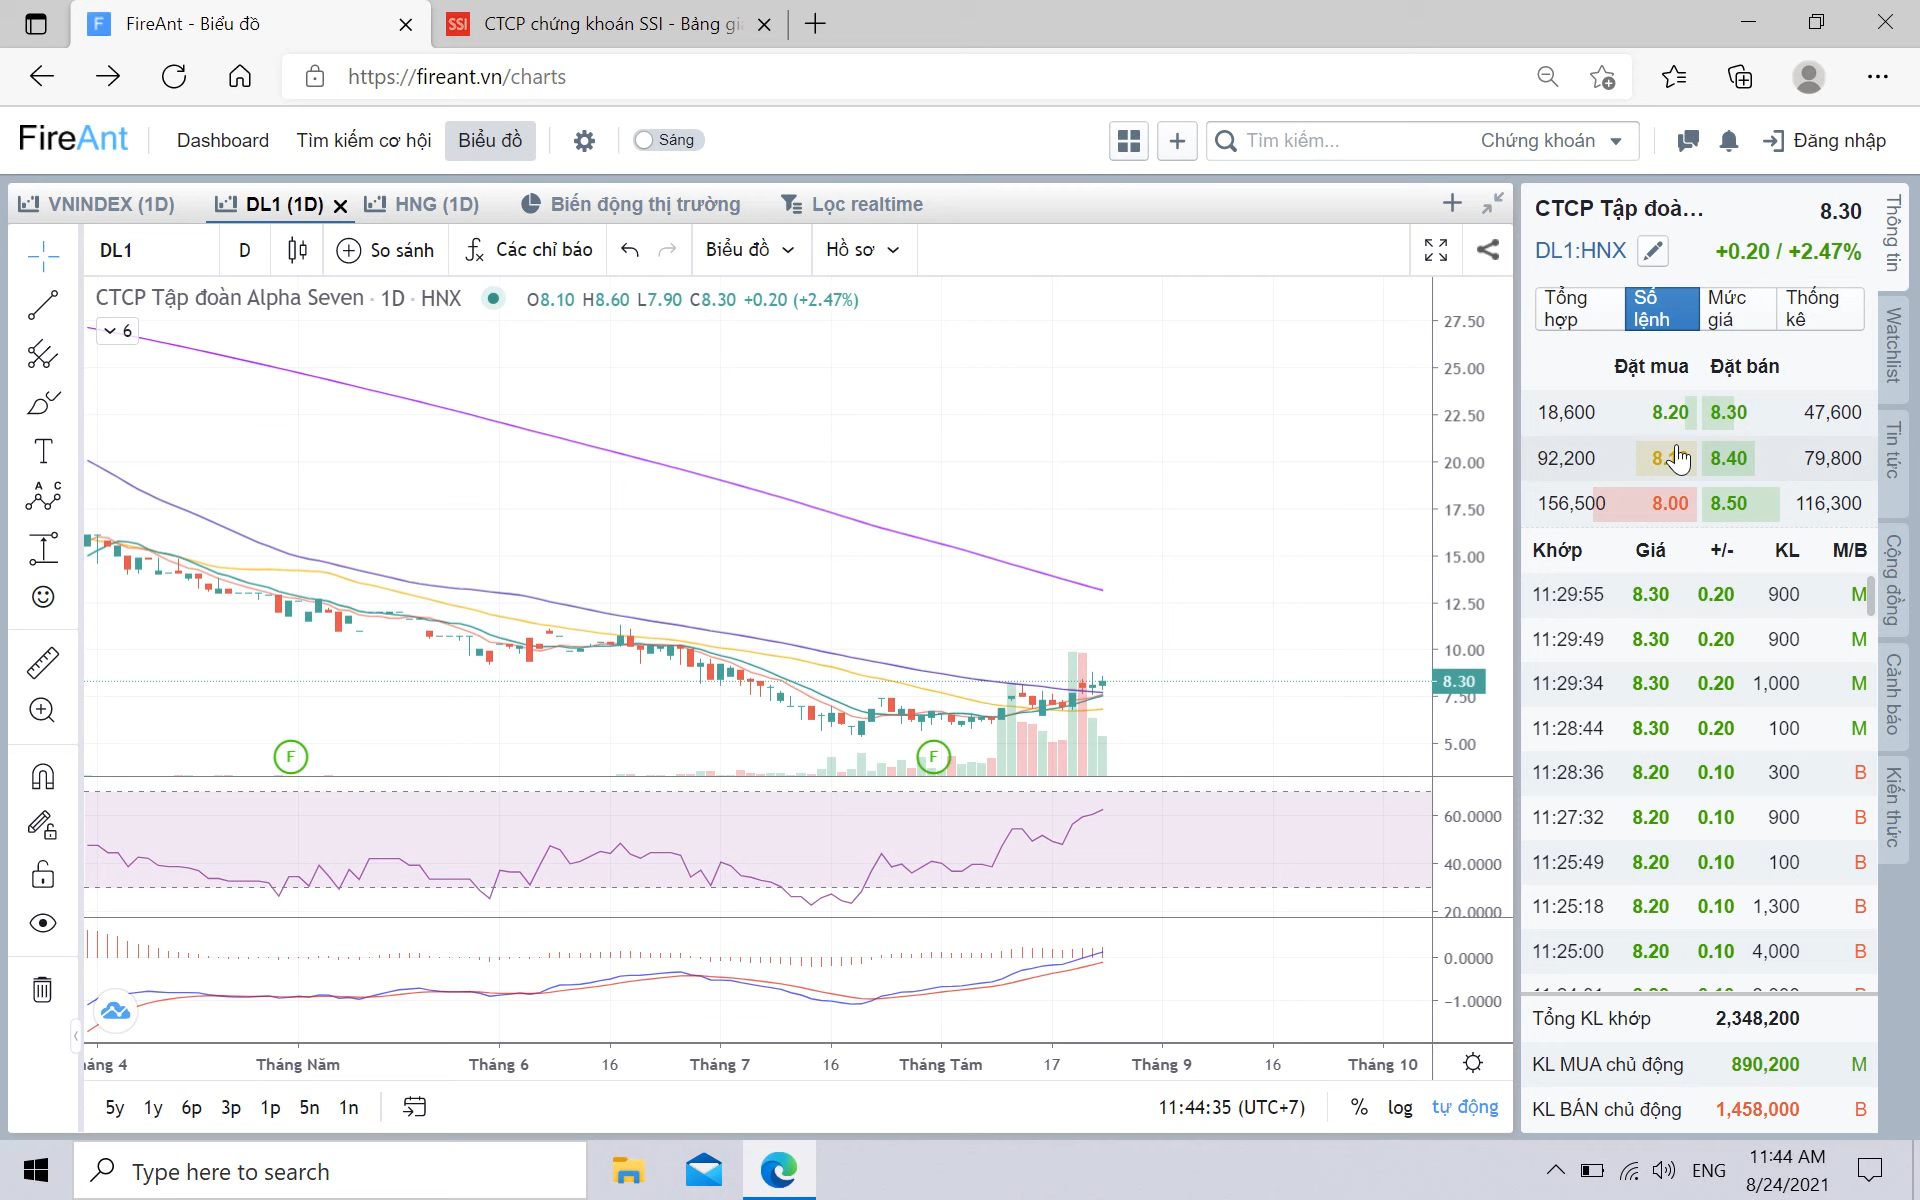 FireAnt - Biểu đồ
CTCP chứng khoán SSI - Bảng gi
https://fireant.vn/charts
FireAnt
Dashboard
Tìm kiếm cơ hội
Biểu đồ
Sáng
Tìm kiếm...
Chứng khoán
Đăng nhập
VNINDEX (1D)
DL1 (1D)
HNG (1D)
Biến động thị trường
Lọc realtime
DL1
D
So sánh
Các chỉ báo
Biểu đồ
Hồ sơ
CTCP Tập đoàn Alpha Seven · 1D · HNX
O8.10 H8.60 L7.90 C8.30 +0.20 (+2.47%)
6
27.50
25.00
22.50
20.00
17.50
15.00
12.50
10.00
8.30
7.50
5.00
F
F
60.0000
40.0000
20.0000
0.0000
-1.0000
áng 4
Tháng Năm
Tháng 6
16
Tháng 7
16
Tháng Tám
17
Tháng 9
16
Tháng 10
5y 1y 6p 3p 1p 5n 1n
11:44:35 (UTC+7)
%
log
tự động
CTCP Tập đoà...
8.30
DL1:HNX
+0.20 / +2.47%
Tổng hợp
Sổ lệnh
Mức giá
Thống kê
Đặt mua Đặt bán
18,600 8.20 8.30 47,600
92,200 8. 8.40 79,800
156,500 8.00 8.50 116,300
Khớp Giá +/- KL M/B
11:29:55 8.30 0.20 900 M
11:29:49 8.30 0.20 900 M
11:29:34 8.30 0.20 1,000 M
11:28:44 8.30 0.20 100 M
11:28:36 8.20 0.10 300 B
11:27:32 8.20 0.10 900 B
11:25:49 8.20 0.10 100 B
11:25:18 8.20 0.10 1,300 B
11:25:00 8.20 0.10 4,000 B
Tổng KL khớp 2,348,200
KL MUA chủ động 890,200 M
KL BÁN chủ động 1,458,000 B
Thông tin
Watchlist
Tin tức
Cộng đồng
Cảnh báo
Kiến thức
Type here to search
ENG
11:44 AM
8/24/2021